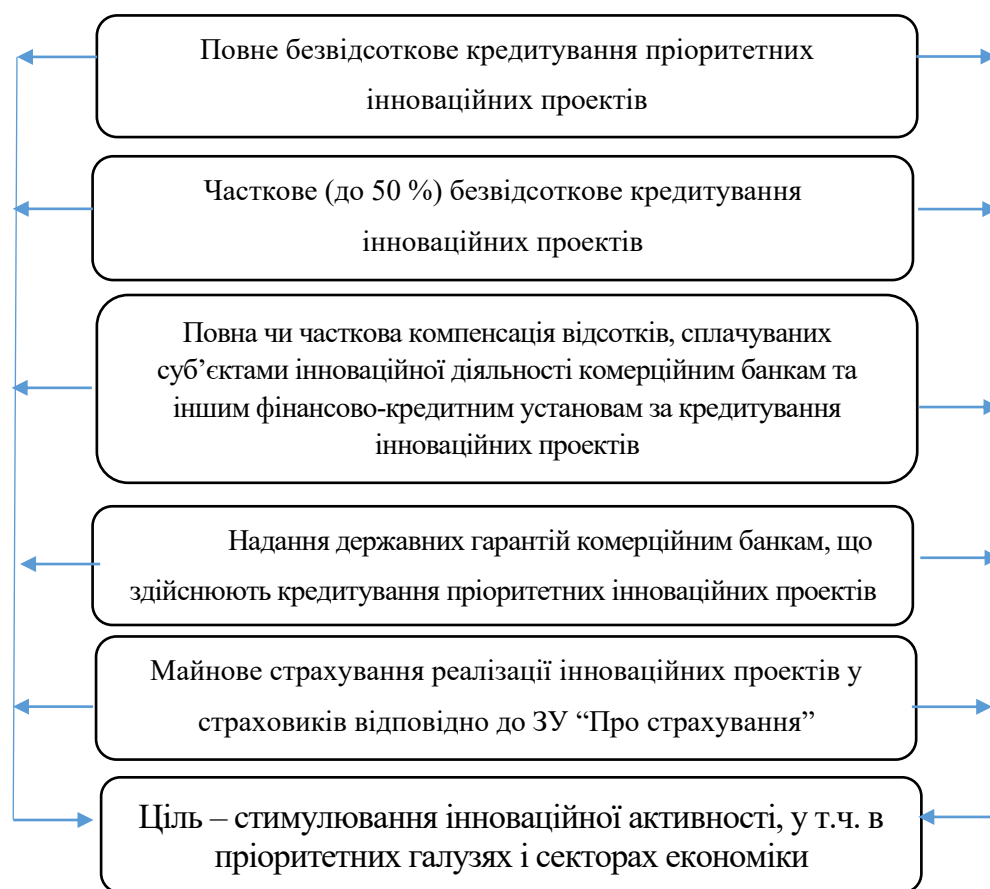 Повне безвідсоткове кредитування пріоритетних
інноваційних проектів
Часткове (до 50 %) безвідсоткове кредитування
інноваційних проектів
Повна чи часткова компенсація відсотків, сплачуваних
суб’єктами інноваційної діяльності комерційним банкам та
іншим фінансово-кредитним установам за кредитування
інноваційних проектів
Надання державних гарантій комерційним банкам, що
здійснюють кредитування пріоритетних інноваційних проектів
Майнове страхування реалізації інноваційних проектів у
страховиків відповідно до ЗУ “Про страхування”
Ціль – стимулювання інноваційної активності, у т.ч. в
пріоритетних галузях і секторах економіки